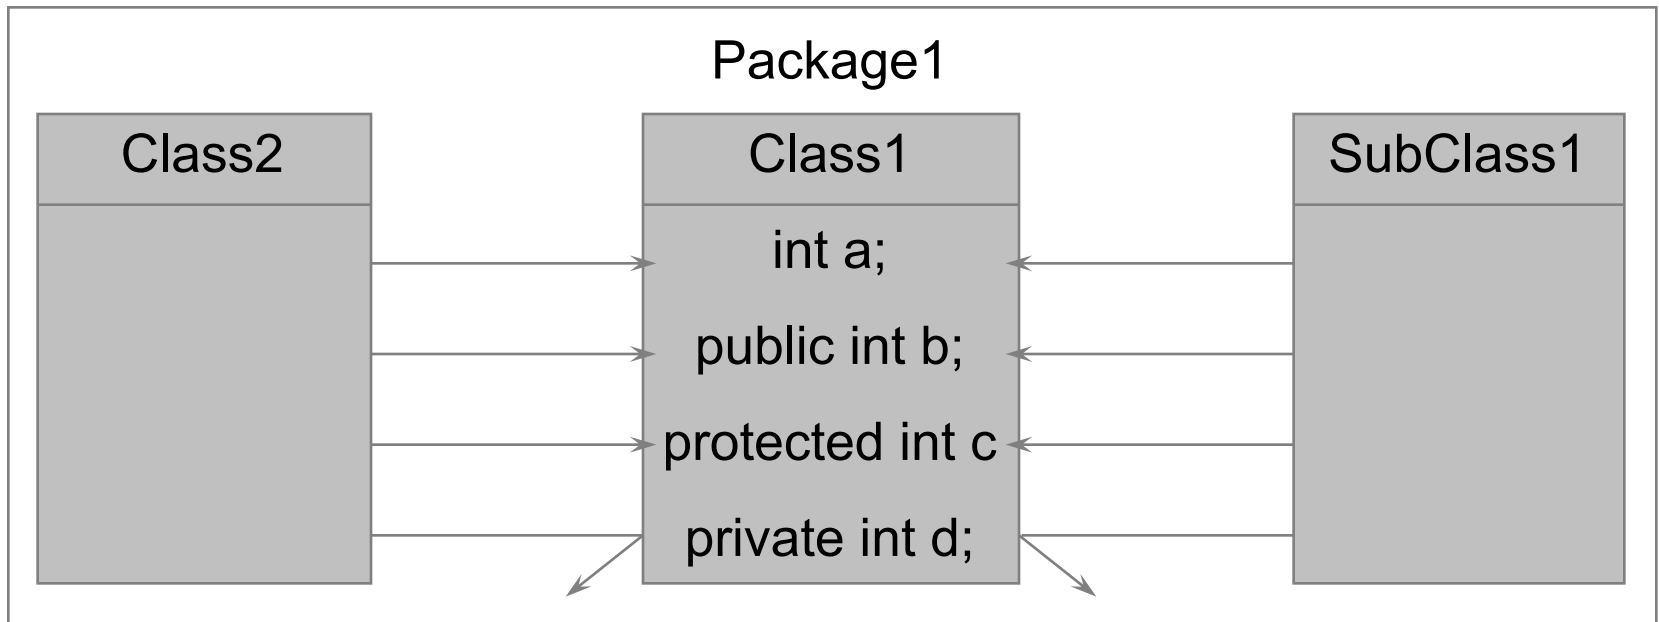 Package1
Class2
Class1
SubClass1
int a;
public int b;
protected int c
private int d;